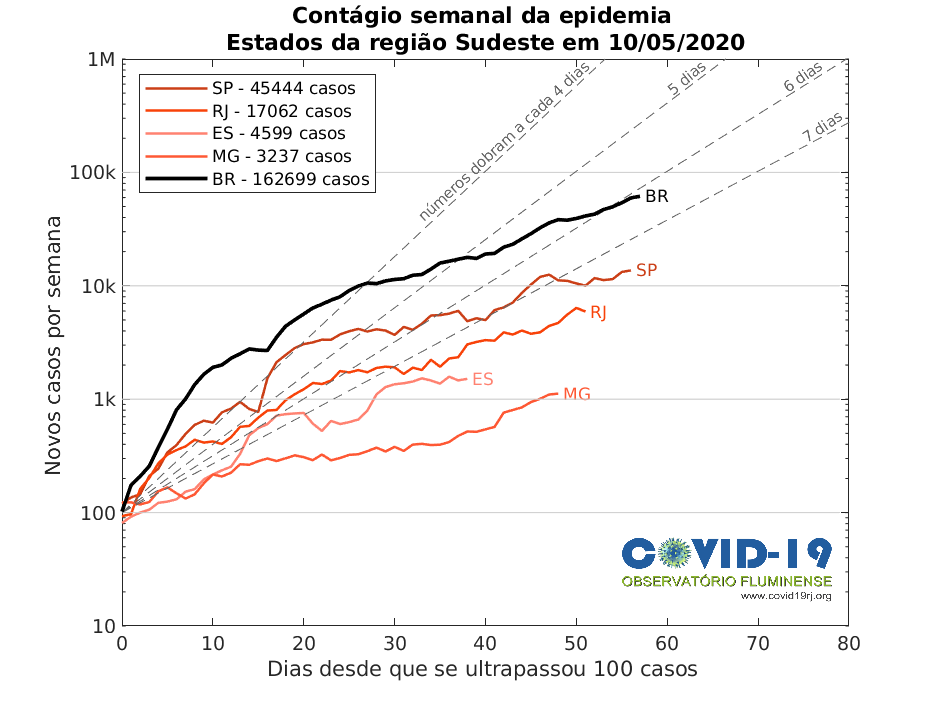 Contágio semanal da epidemia
Estados da região Sudeste em 10/05/2020
SP - 45444 casos
RJ - 17062 casos
ES - 4599 casos
MG - 3237 casos
BR - 162699 casos
números dobram a cada 4 dias
5 dias
6 dias
7 dias
1M
100k
10k
1k
100
10
Novos casos por semana
BR
SP
RJ
ES
MG
COVID-19
OBSERVATÓRIO FLUMINENSE
www.covid19rj.org
0 10 20 30 40 50 60 70 80
Dias desde que se ultrapassou 100 casos